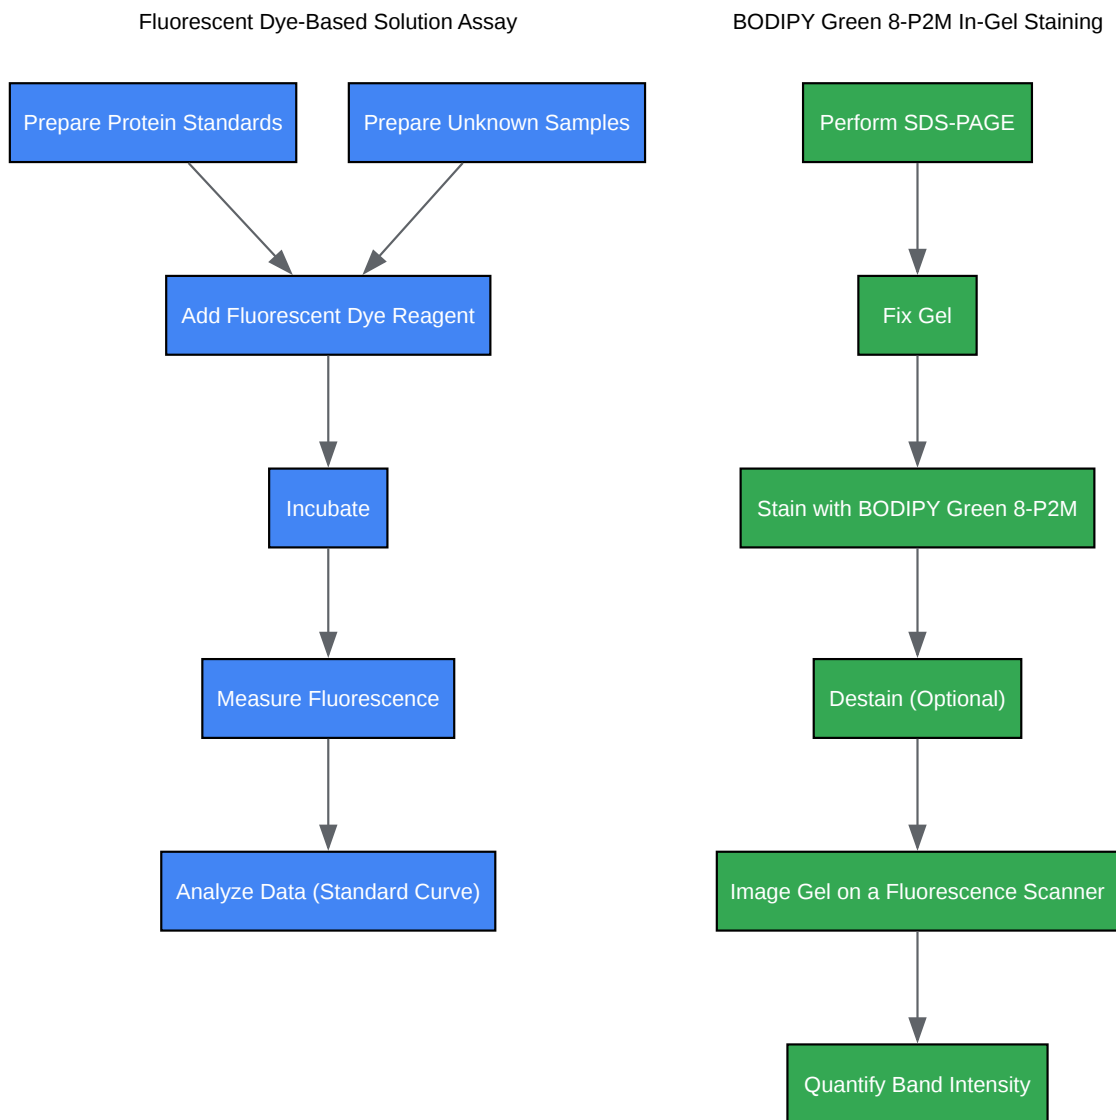 Fluorescent Dye-Based Solution Assay
Prepare Protein Standards
Prepare Unknown Samples
Add Fluorescent Dye Reagent
Incubate
Measure Fluorescence
Analyze Data (Standard Curve)
BODIPY Green 8-P2M In-Gel Staining
Perform SDS-PAGE
Fix Gel
Stain with BODIPY Green 8-P2M
Destain (Optional)
Image Gel on a Fluorescence Scanner
Quantify Band Intensity